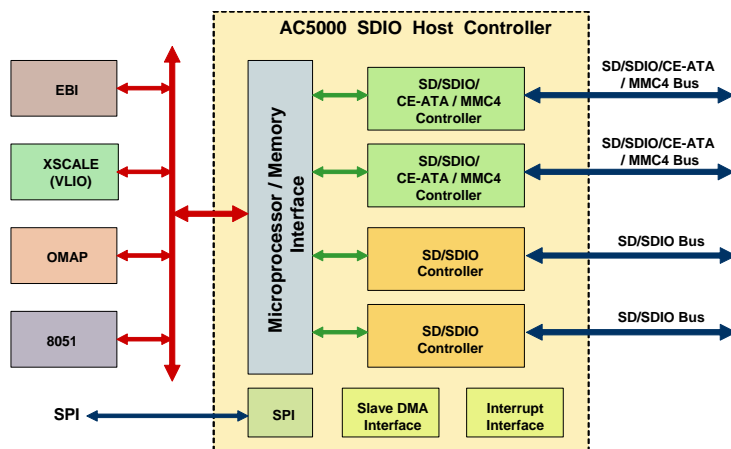 AC5000 SDIO Host Controller
EBI
XSCALE
(VLIO)
OMAP
8051
SPI
Microprocessor / Memory
Interface
SD/SDIO/
CE-ATA / MMC4
Controller
SD/SDIO/
CE-ATA / MMC4
Controller
SD/SDIO
Controller
SD/SDIO
Controller
SPI
Slave DMA
Interface
Interrupt
Interface
SD/SDIO/CE-ATA
/ MMC4 Bus
SD/SDIO/CE-ATA
/ MMC4 Bus
SD/SDIO Bus
SD/SDIO Bus